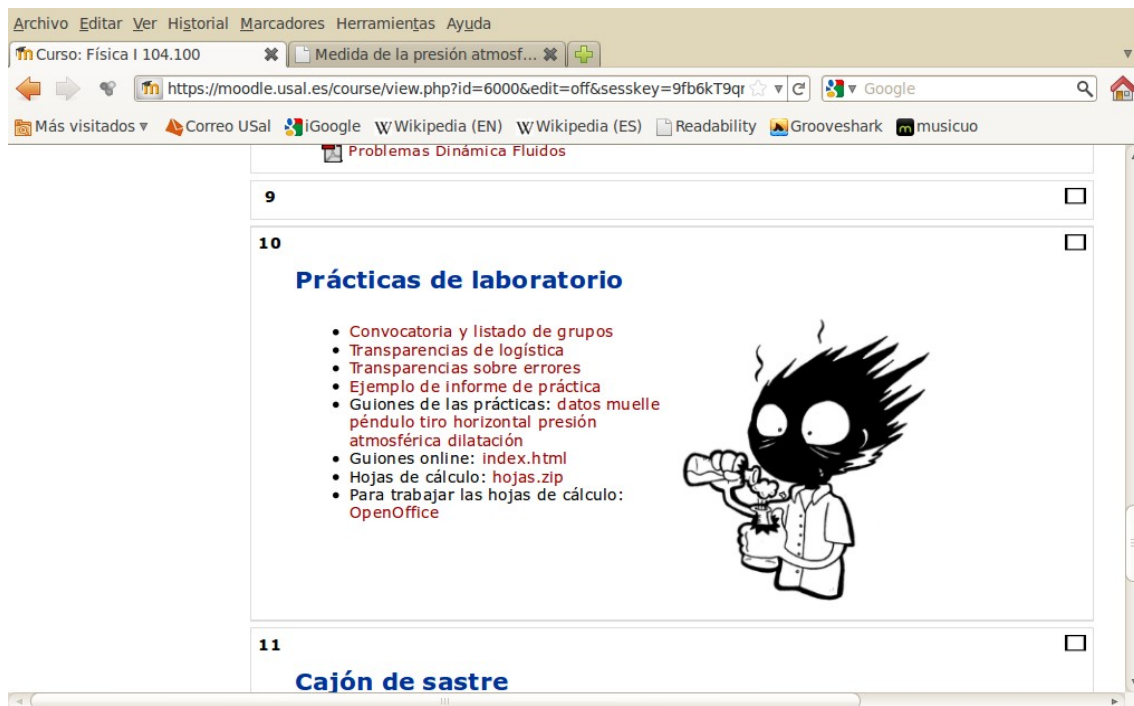 Archivo Editar Ver Historial Marcadores Herramientas Ayuda
Curso: Física I 104.100
Medida de la presión atmosf...
https://moodle.usal.es/course/view.php?id=6000&edit=off&sesskey=9fb6kT9qr
Google
Más visitados Correo USal iGoogle Wikipedia (EN) Wikipedia (ES) Readability Grooveshark musicuo
Problemas Dinámica Fluidos
9
10
Prácticas de laboratorio
Convocatoria y listado de grupos
Transparencias de logística
Transparencias sobre errores
Ejemplo de informe de práctica
Guiones de las prácticas: datos muelle
péndulo tiro horizontal presión
atmosférica dilatación
Guiones online: index.html
Hojas de cálculo: hojas.zip
Para trabajar las hojas de cálculo:
OpenOffice
11
Cajón de sastre